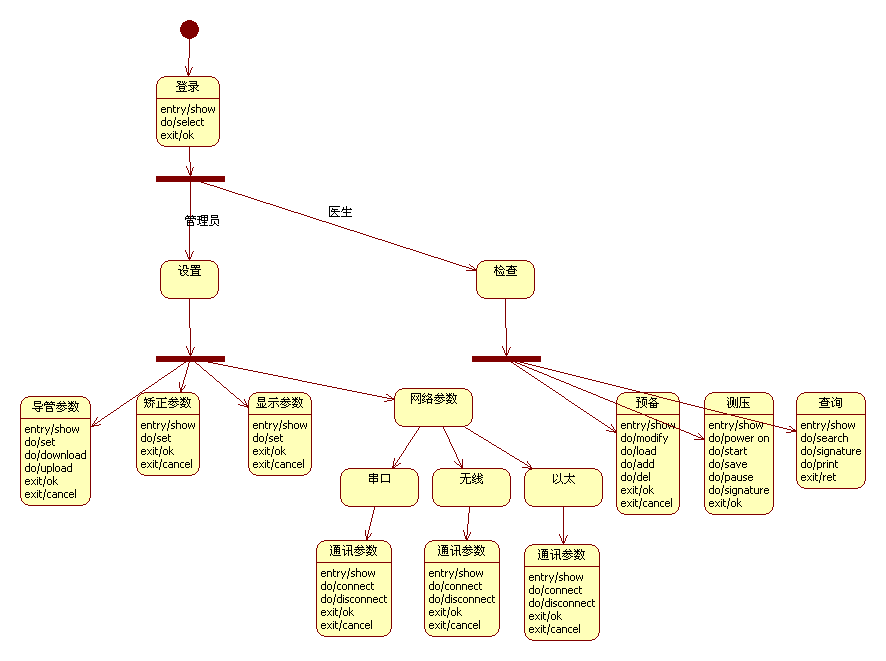 登录
entry/show
do/select
exit/ok
管理员
医生
设置
检查
导管参数
entry/show
do/set
do/download
do/upload
exit/ok
exit/cancel
矫正参数
entry/show
do/set
exit/ok
exit/cancel
显示参数
entry/show
do/set
exit/ok
exit/cancel
网络参数
预备
entry/show
do/modify
do/load
do/add
do/del
exit/ok
exit/cancel
测压
entry/show
do/power on
do/start
do/save
do/pause
do/signature
exit/ok
查询
entry/show
do/search
do/signature
do/print
exit/ret
串口
无线
以太
通讯参数
entry/show
do/connect
do/disconnect
exit/ok
exit/cancel
通讯参数
entry/show
do/connect
do/disconnect
exit/ok
exit/cancel
通讯参数
entry/show
do/connect
do/disconnect
exit/ok
exit/cancel